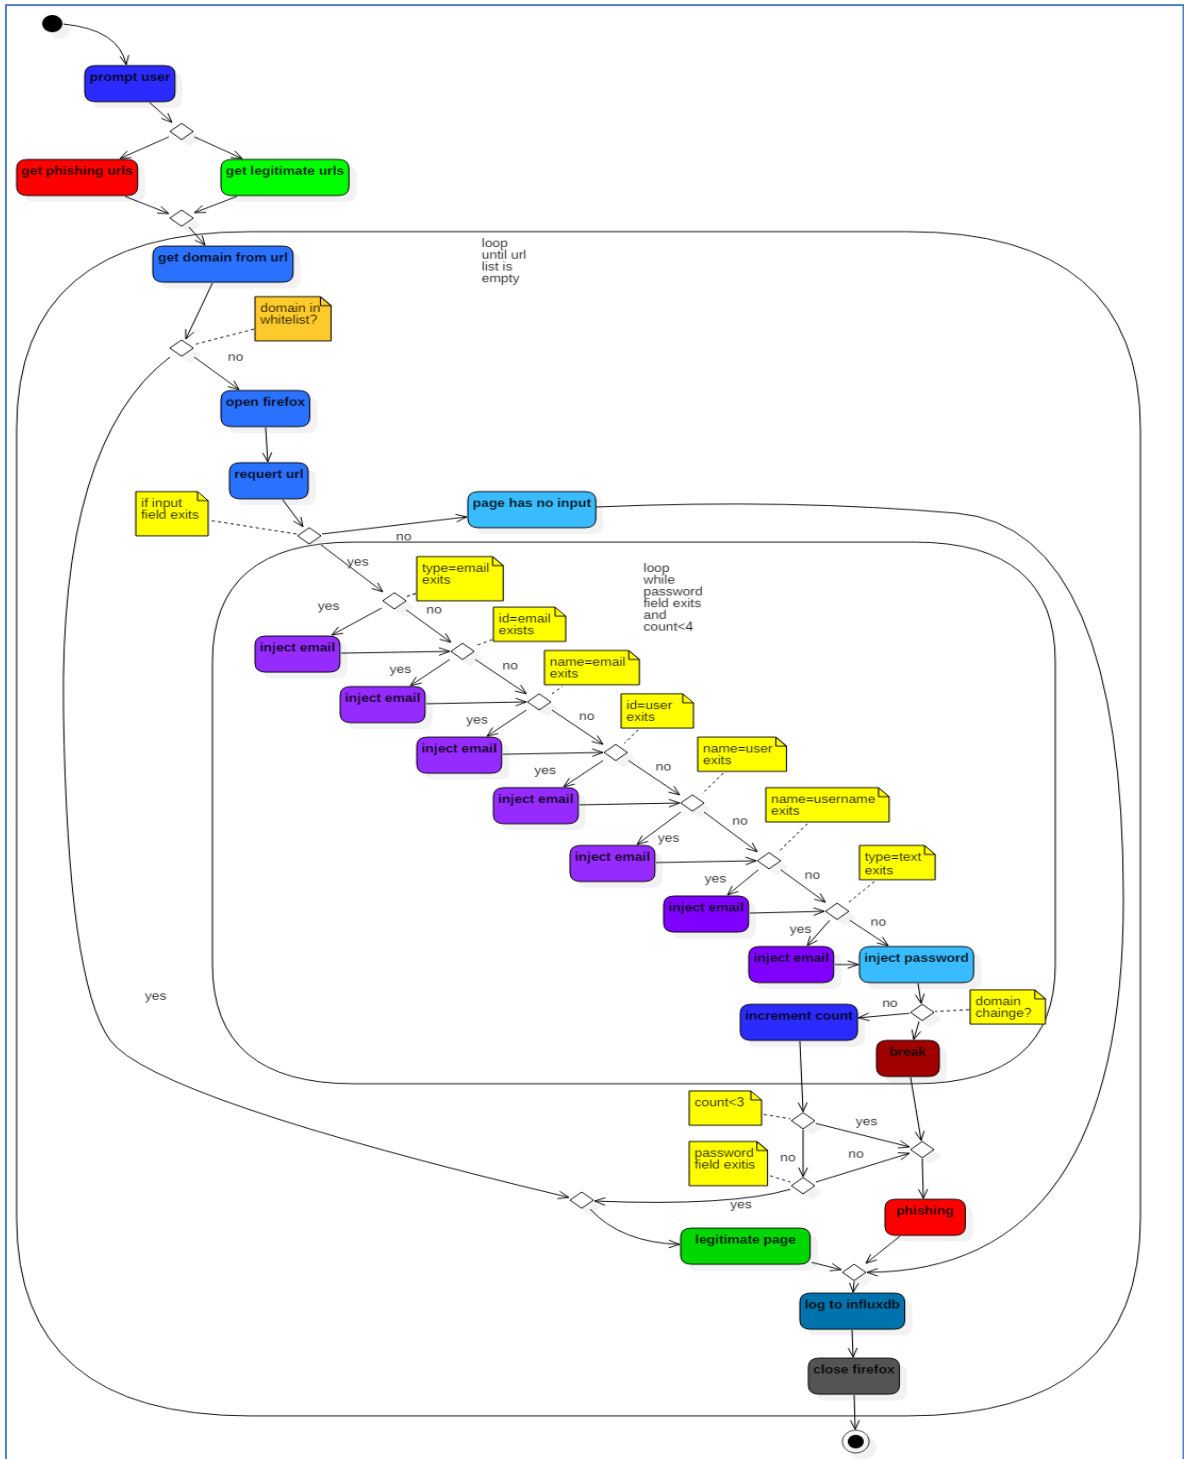 prompt user
get phishing urls
get legitimate urls
loop
until url
list is
empty
get domain from url
domain in
whitelist?
no
open firefox
requert url
if input
field exits
page has no input
no
yes
type=email
exits
loop
while
password
field exits
and
count<4
yes
no
id=email
exists
inject email
name=email
exits
no
yes
inject email
id=user
exits
no
yes
inject email
name=user
exits
no
yes
inject email
name=username
exits
no
yes
inject email
type=text
exits
no
yes
inject email
no
yes
inject email
inject password
yes
no
domain
chainge?
increment count
break
count<3
yes
password
field exitis
no
no
yes
phishing
legitimate page
log to influxdb
close firefox